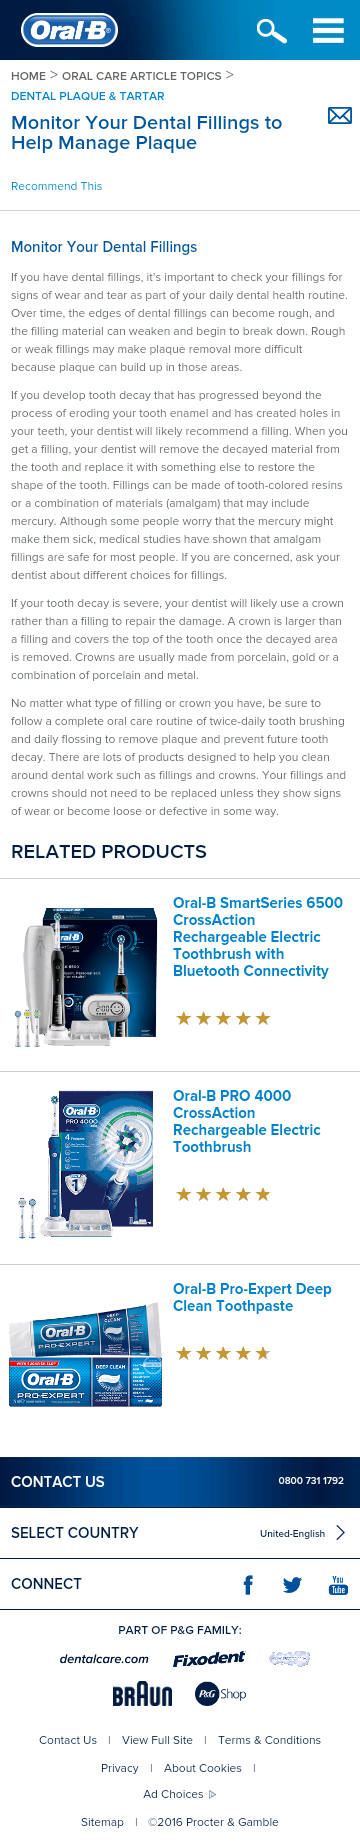 Oral-B
HOME > ORAL CARE ARTICLE TOPICS >
DENTAL PLAQUE & TARTAR
Monitor Your Dental Fillings to
Help Manage Plaque
Recommend This
Monitor Your Dental Fillings
If you have dental fillings, it's important to check your fillings for
signs of wear and tear as part of your daily dental health routine.
Over time, the edges of dental fillings can become rough, and
the filling material can weaken and begin to break down. Rough
or weak fillings may make plaque removal more difficult
because plaque can build up in those areas.
If you develop tooth decay that has progressed beyond the
process of eroding your tooth enamel and has created holes in
your teeth, your dentist will likely recommend a filling. When you
get a filling, your dentist will remove the decayed material from
the tooth and replace it with something else to restore the
shape of the tooth. Fillings can be made of tooth-colored resins
or a combination of materials (amalgam) that may include
mercury. Although some people worry that the mercury might
make them sick, medical studies have shown that amalgam
fillings are safe for most people. If you are concerned, ask your
dentist about different choices for fillings.
If your tooth decay is severe, your dentist will likely use a crown
rather than a filling to repair the damage. A crown is larger than
a filling and covers the top of the tooth once the decayed area
is removed. Crowns are usually made from porcelain, gold or a
combination of porcelain and metal.
No matter what type of filling or crown you have, be sure to
follow a complete oral care routine of twice-daily tooth brushing
and daily flossing to remove plaque and prevent future tooth
decay. There are lots of products designed to help you clean
around dental work such as fillings and crowns. Your fillings and
crowns should not need to be replaced unless they show signs
of wear or become loose or defective in some way.
RELATED PRODUCTS
Oral-B SmartSeries 6500
CrossAction
Rechargeable Electric
Toothbrush with
Bluetooth Connectivity
Oral-B
Oral-B PRO 4000
CrossAction
Rechargeable Electric
Toothbrush
Oral-B
PRO 4000
Oral-B Pro-Expert Deep
Clean Toothpaste
Oral-B
PRO-EXPERT
DEEP CLEAN
Oral-B
PRO-EXPERT
DEEP CLEAN
CONTACT US 0800 731 1792
SELECT COUNTRY United-English
CONNECT You Tube
PART OF P&G FAMILY:
dentalcare.com Fixodent
BRAUN P&G Shop
Contact Us | View Full Site | Terms & Conditions
Privacy | About Cookies |
Ad Choices
Sitemap | ©2016 Procter & Gamble